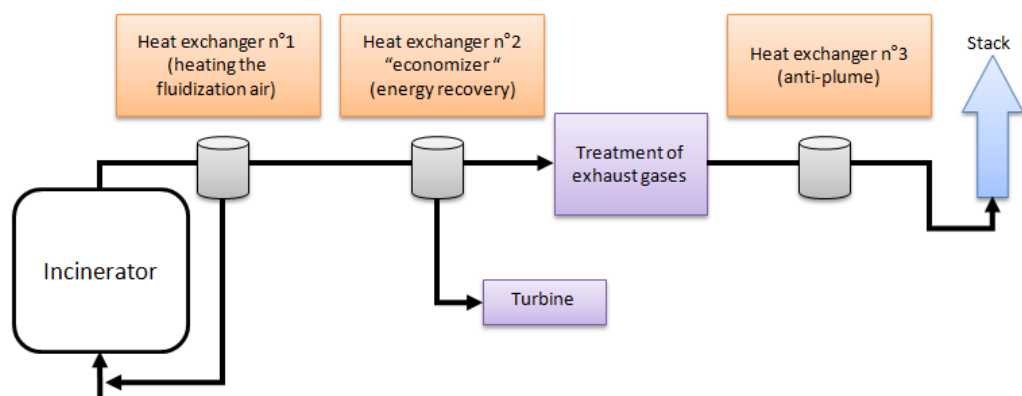 Heat exchanger n°1
(heating the
fluidization air)
Heat exchanger n°2
“economizer “
(energy recovery)
Heat exchanger n°3
(anti-plume)
Stack
Treatment of
exhaust gases
Incinerator
Turbine